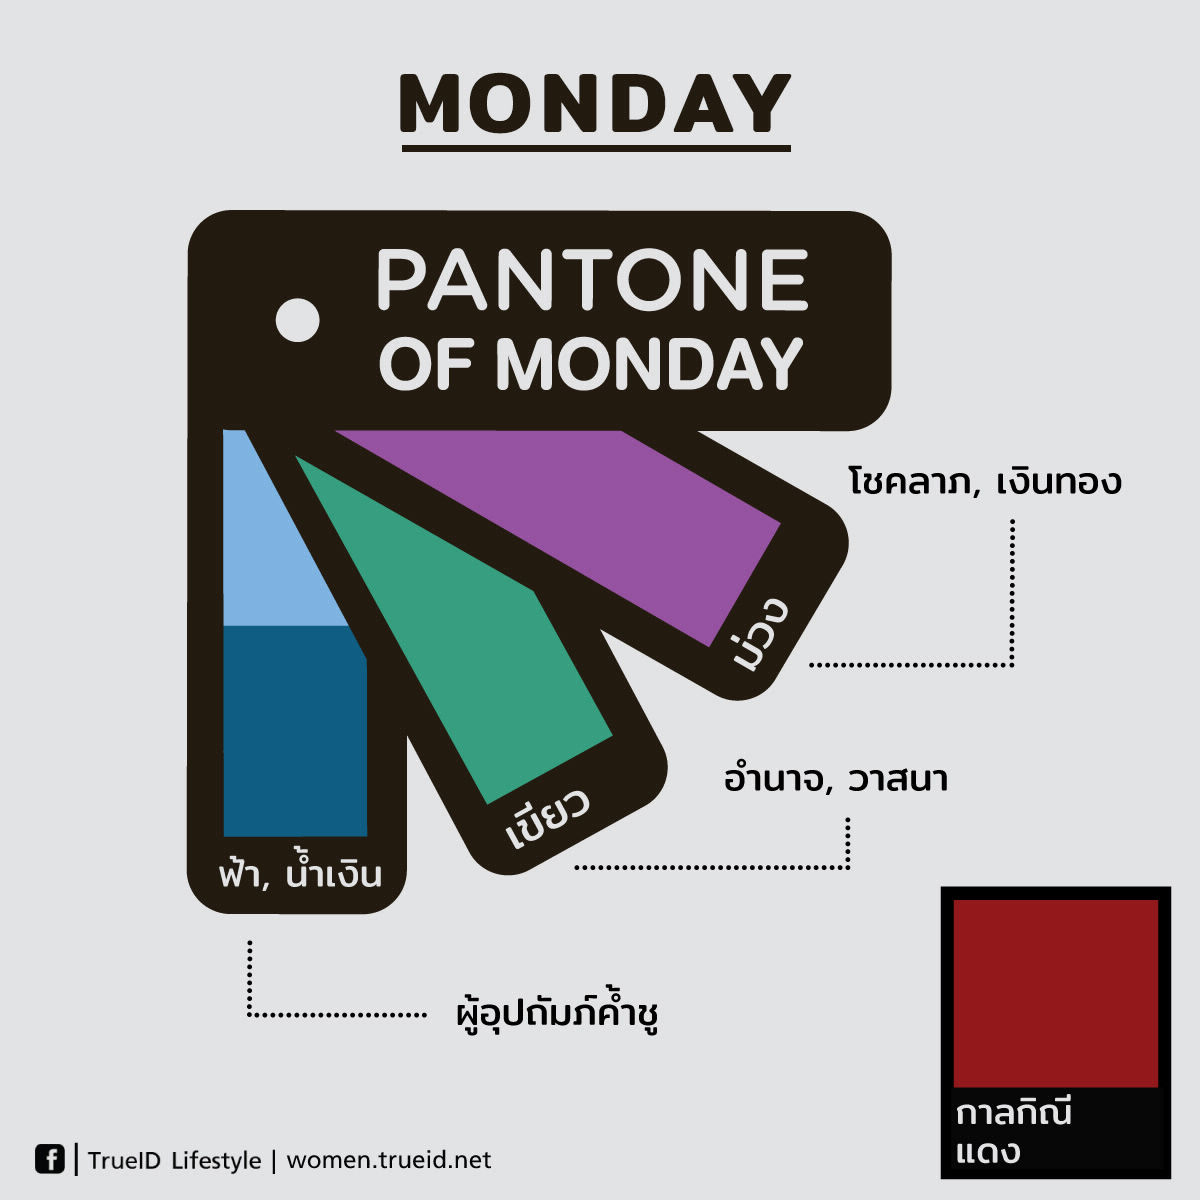 MONDAY
PANTONE
OF MONDAY
โชคลาภ, เงินทอง
ม่วง
อำนาจ, วาสนา
เขียว
ฟ้า, น้ำเงิน
ผู้อุปถัมภ์ค้ำชู
กาลกิณี
แดง
f | TrueID Lifestyle | women.trueid.net